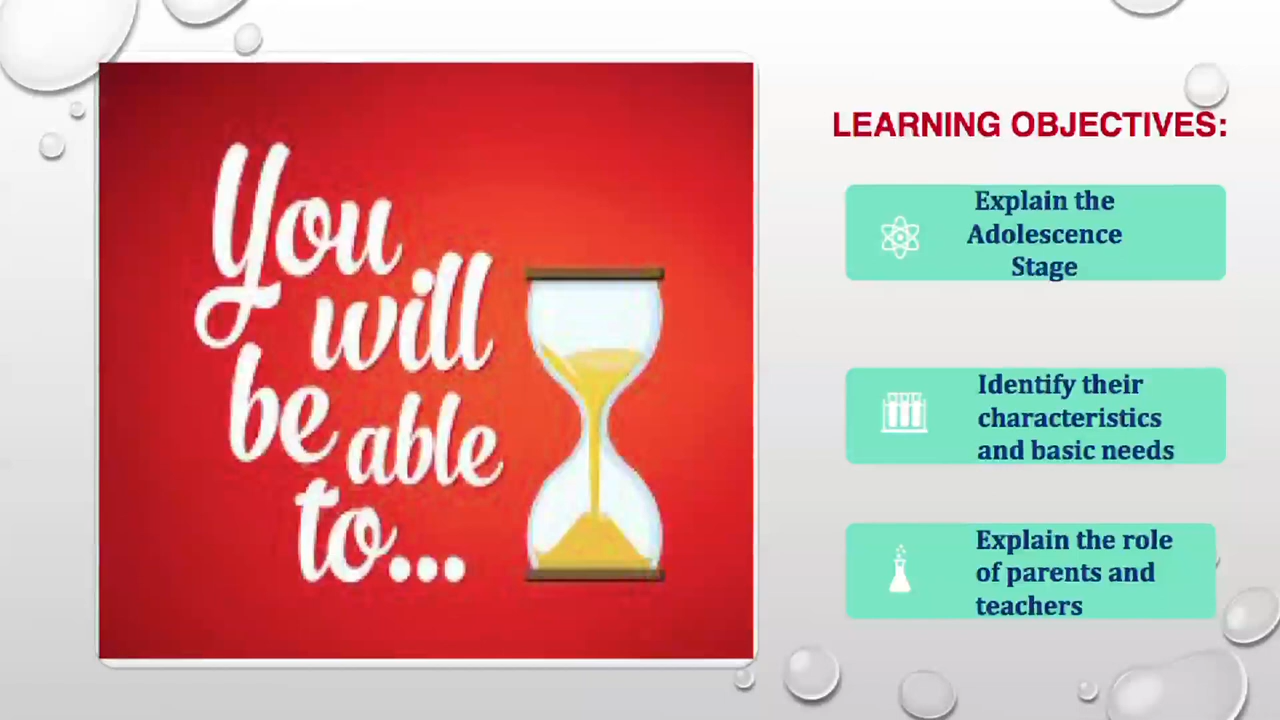 You
will
be able
to...
LEARNING OBJECTIVES:
Explain the
Adolescence
Stage
Identify their
characteristics
and basic needs
Explain the role
of parents and
teachers